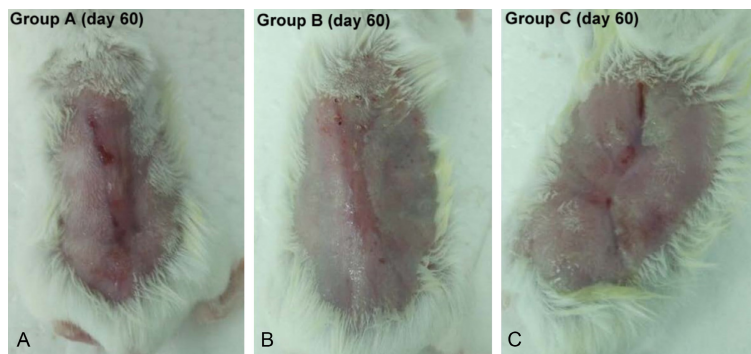 Group A (day 60)
Group B (day 60)
Group C (day 60)
A
B
C